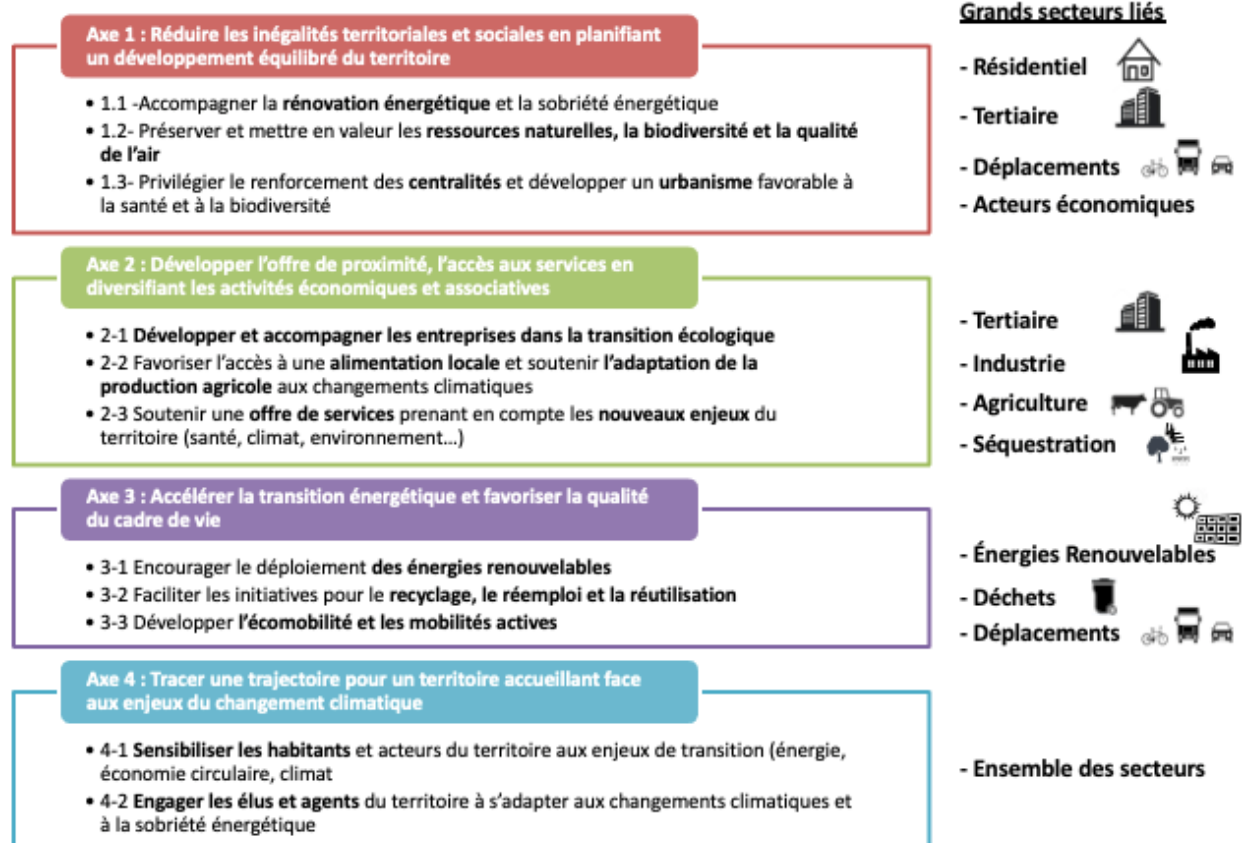 Grands secteurs liés
Axe 1 : Réduire les inégalités territoriales et sociales en planifiant
un développement équilibré du territoire
• 1.1 -Accompagner la rénovation énergétique et la sobriété énergétique
• 1.2- Préserver et mettre en valeur les ressources naturelles, la biodiversité et la qualité
de l'air
• 1.3- Privilégier le renforcement des centralités et développer un urbanisme favorable à
la santé et à la biodiversité
- Résidentiel
- Tertiaire
- Déplacements
- Acteurs économiques
Axe 2 : Développer l'offre de proximité, l'accès aux services en
diversifiant les activités économiques et associatives
• 2-1 Développer et accompagner les entreprises dans la transition écologique
• 2-2 Favoriser l'accès à une alimentation locale et soutenir l'adaptation de la
production agricole aux changements climatiques
• 2-3 Soutenir une offre de services prenant en compte les nouveaux enjeux du
territoire (santé, climat, environnement…)
- Tertiaire
- Industrie
- Agriculture
- Séquestration
Axe 3 : Accélérer la transition énergétique et favoriser la qualité
du cadre de vie
• 3-1 Encourager le déploiement des énergies renouvelables
• 3-2 Faciliter les initiatives pour le recyclage, le réemploi et la réutilisation
• 3-3 Développer l'écomobilité et les mobilités actives
- Énergies Renouvelables
- Déchets
- Déplacements
Axe 4 : Tracer une trajectoire pour un territoire accueillant face
aux enjeux du changement climatique
• 4-1 Sensibiliser les habitants et acteurs du territoire aux enjeux de transition (énergie,
économie circulaire, climat
• 4-2 Engager les élus et agents du territoire à s'adapter aux changements climatiques et
à la sobriété énergétique
- Ensemble des secteurs